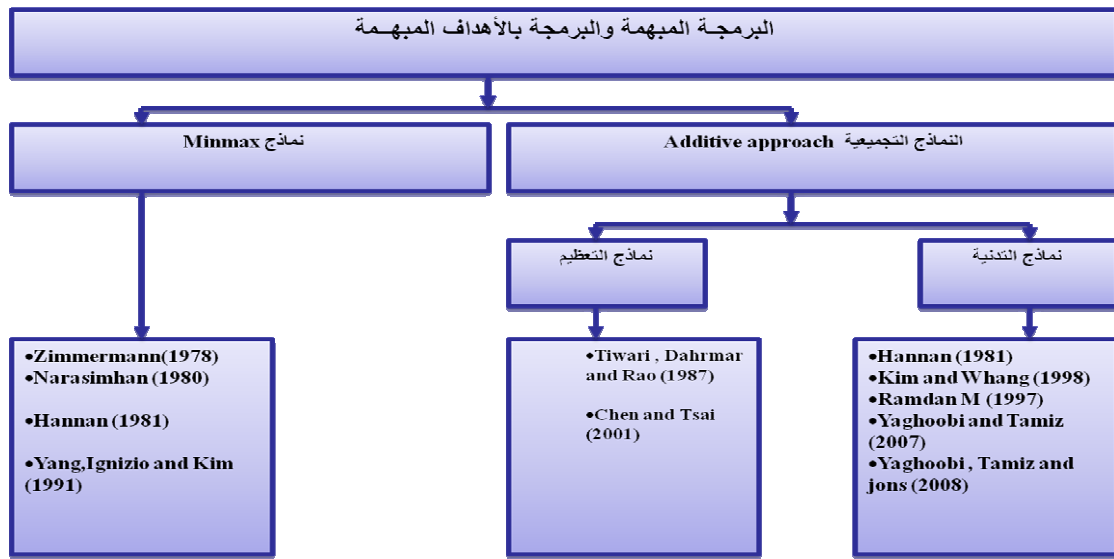 البرمجــة المبهمة والبرمجة بالأهداف المبهــمة
نماذج Minmax
النماذج التجميعية Additive approach
نماذج التعظيم
نماذج التدنية
•Zimmermann(1978)
•Narasimhan (1980)
•Hannan (1981)
•Yang,Ignizio and Kim
(1991)
•Tiwari , Dahrmar
and Rao (1987)
•Chen and Tsai
(2001)
•Hannan (1981)
•Kim and Whang (1998)
•Ramdan M (1997)
•Yaghoobi and Tamiz
(2007)
•Yaghoobi , Tamiz and
jons (2008)